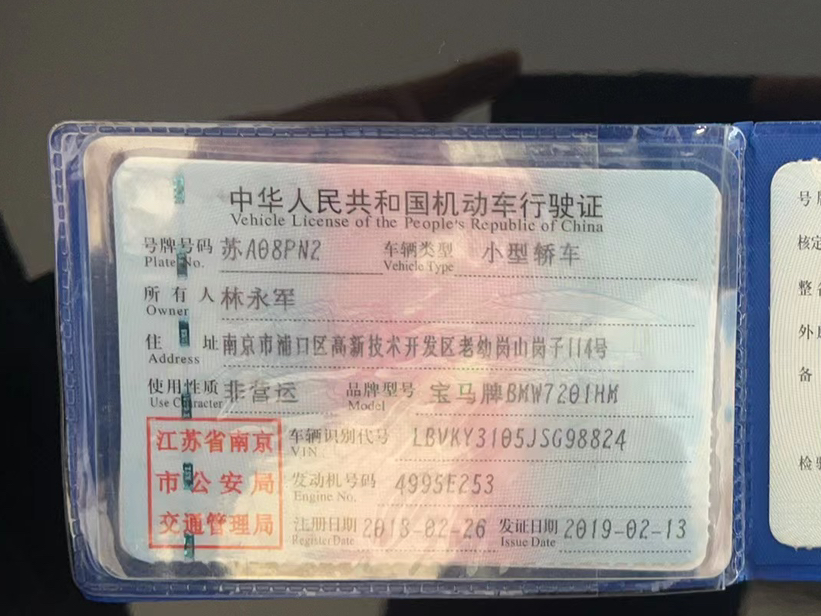 中华人民共和国机动车行驶证
Vehicle License of the People's Republic of China
号牌号码 苏A08PN2 车辆类型 小型轿车
Plate No. Vehicle Type
所有人 林永军
Owner
住址 南京市浦口区高新技术开发区老幼岗山岗子114号
Address
使用性质 非营运 品牌型号 宝马牌BMW7201HM
Use Character Model
江苏省南京
市公安局
交通管理局
车辆识别代号 LBVKY3105JSG98824
VIN
发动机号码 4995E253
Engine No.
注册日期 2018-02-26 发证日期 2019-02-13
Register Date Issue Date
号牌
核定
整备
外
备
检验